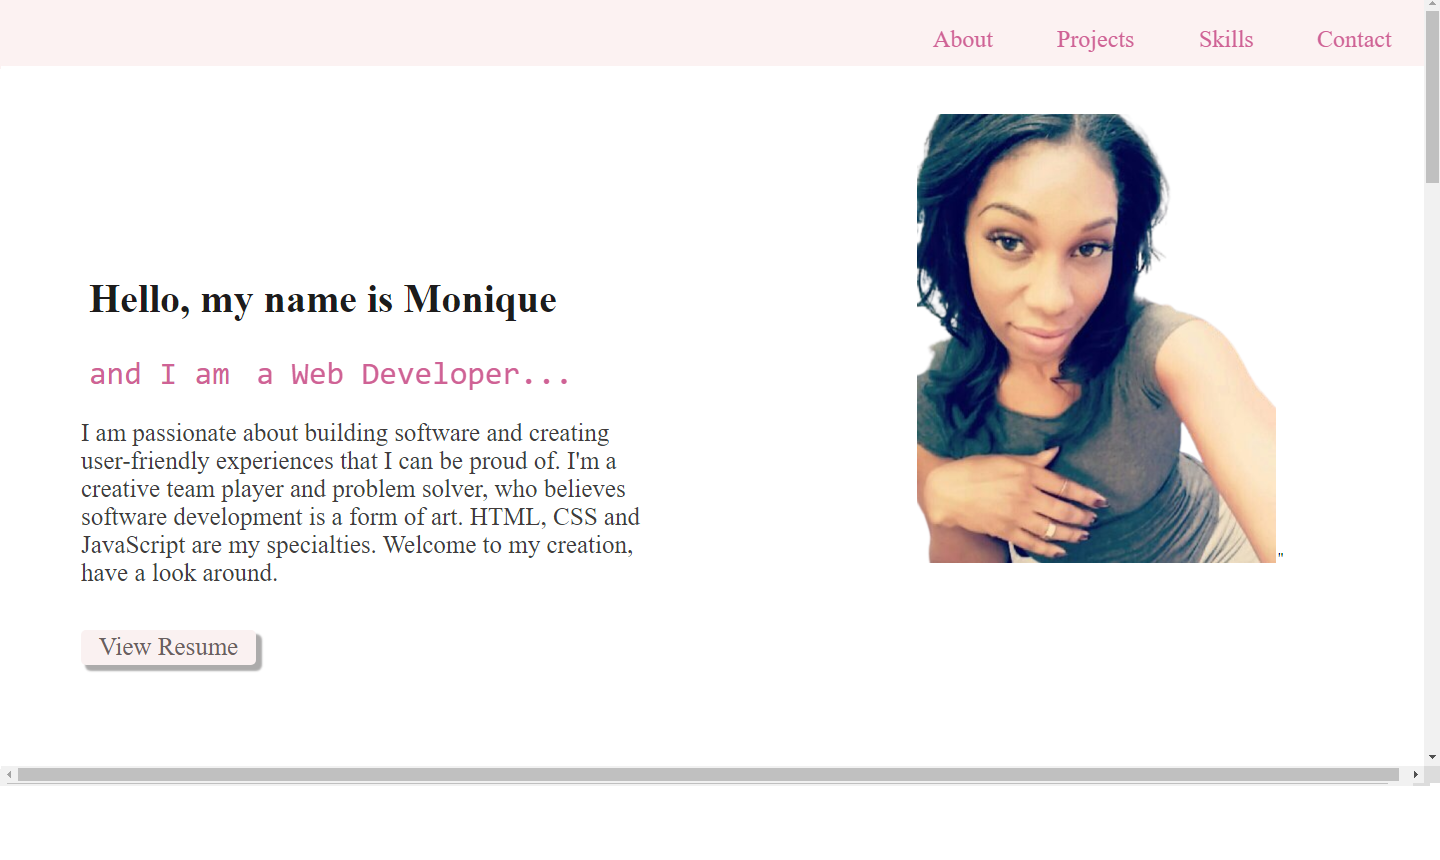 About Projects Skills Contact
Hello, my name is Monique
and I am a Web Developer...
I am passionate about building software and creating
user-friendly experiences that I can be proud of. I'm a
creative team player and problem solver, who believes
software development is a form of art. HTML, CSS and
JavaScript are my specialties. Welcome to my creation,
have a look around.
"
View Resume